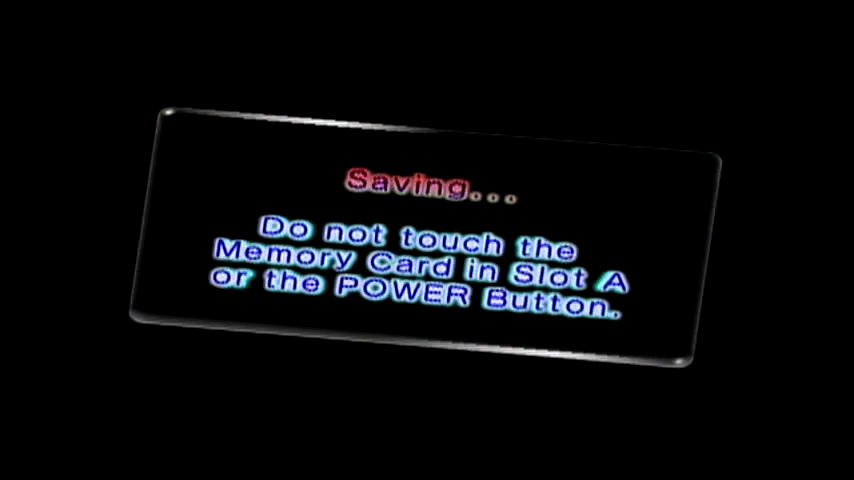 Saving...
Do not touch the
Memory Card in Slot A
or the POWER Button.